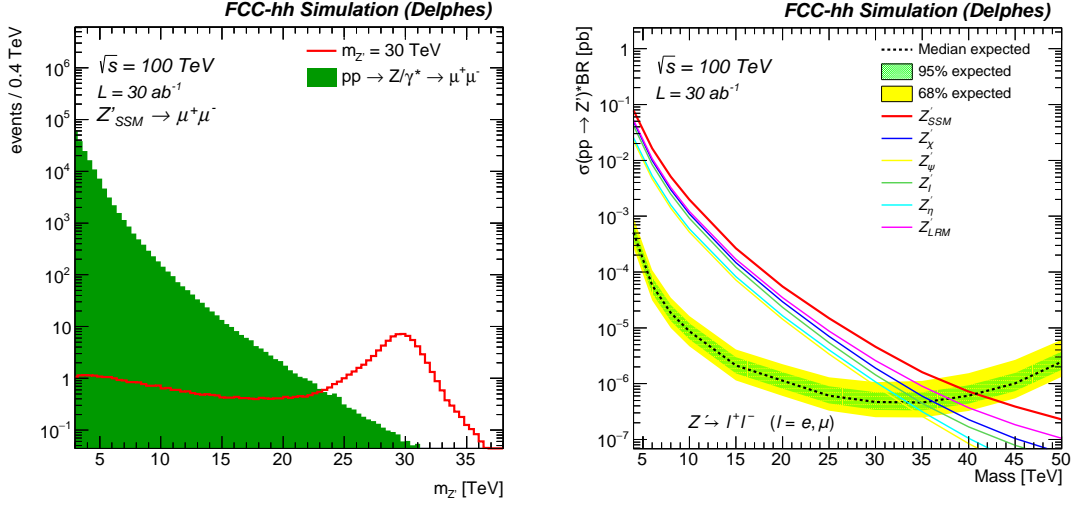 FCC-hh Simulation (Delphes)
events / 0.4 TeV
10⁶
10⁵
10⁴
10³
10²
10
1
10⁻¹
√s = 100 TeV
L = 30 ab⁻¹
Z'SSM → μ⁺μ⁻
m_Z' = 30 TeV
pp → Z/γ* → μ⁺μ⁻
5 10 15 20 25 30 35
m_Z' [TeV]
FCC-hh Simulation (Delphes)
σ(pp → Z')*BR [pb]
1
10⁻¹
10⁻²
10⁻³
10⁻⁴
10⁻⁵
10⁻⁶
10⁻⁷
√s = 100 TeV
L = 30 ab⁻¹
Median expected
95% expected
68% expected
Z'SSM
Z'χ
Z'ψ
Z'I
Z'η
Z'LRM
Z' → l⁺l⁻ (l = e, μ)
5 10 15 20 25 30 35 40 45 50
Mass [TeV]